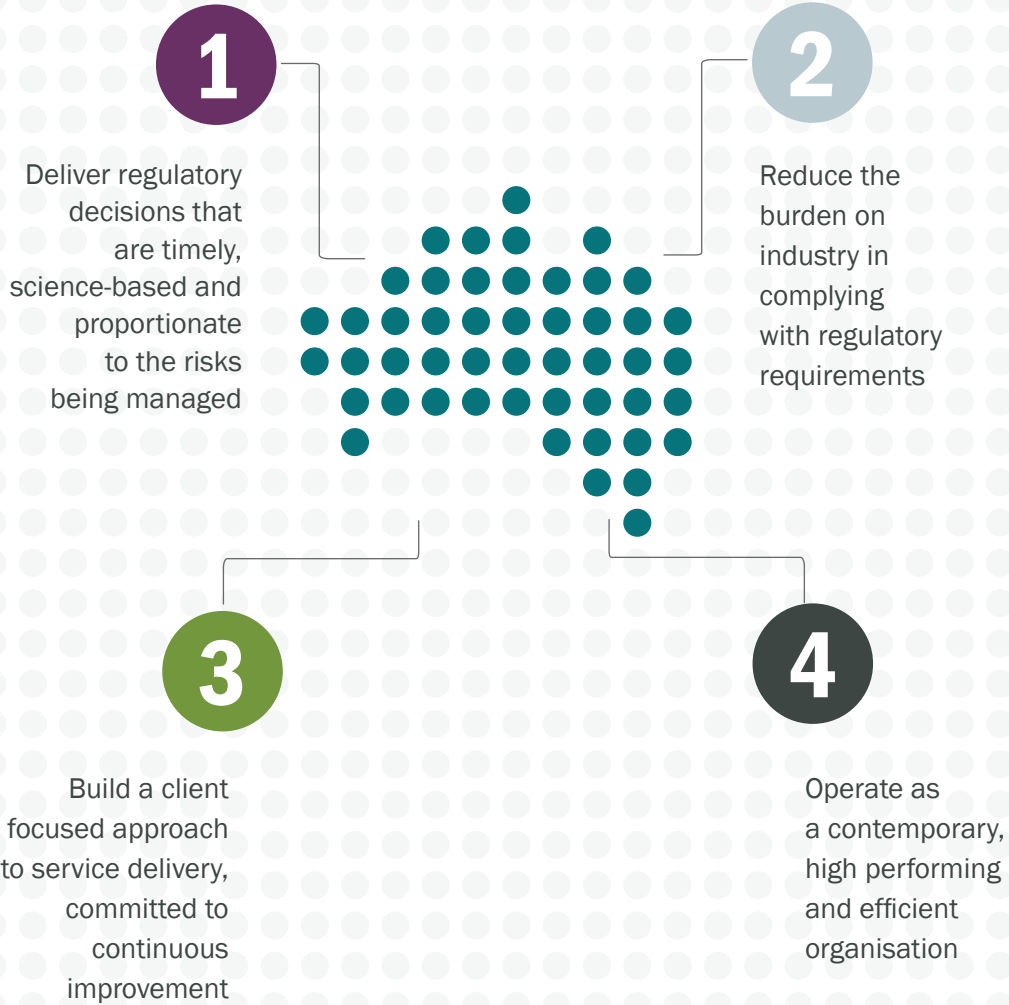 1
Deliver regulatory
decisions that
are timely,
science-based and
proportionate
to the risks
being managed
2
Reduce the
burden on
industry in
complying
with regulatory
requirements
3
Build a client
focused approach
to service delivery,
committed to
continuous
improvement
4
Operate as
a contemporary,
high performing
and efficient
organisation